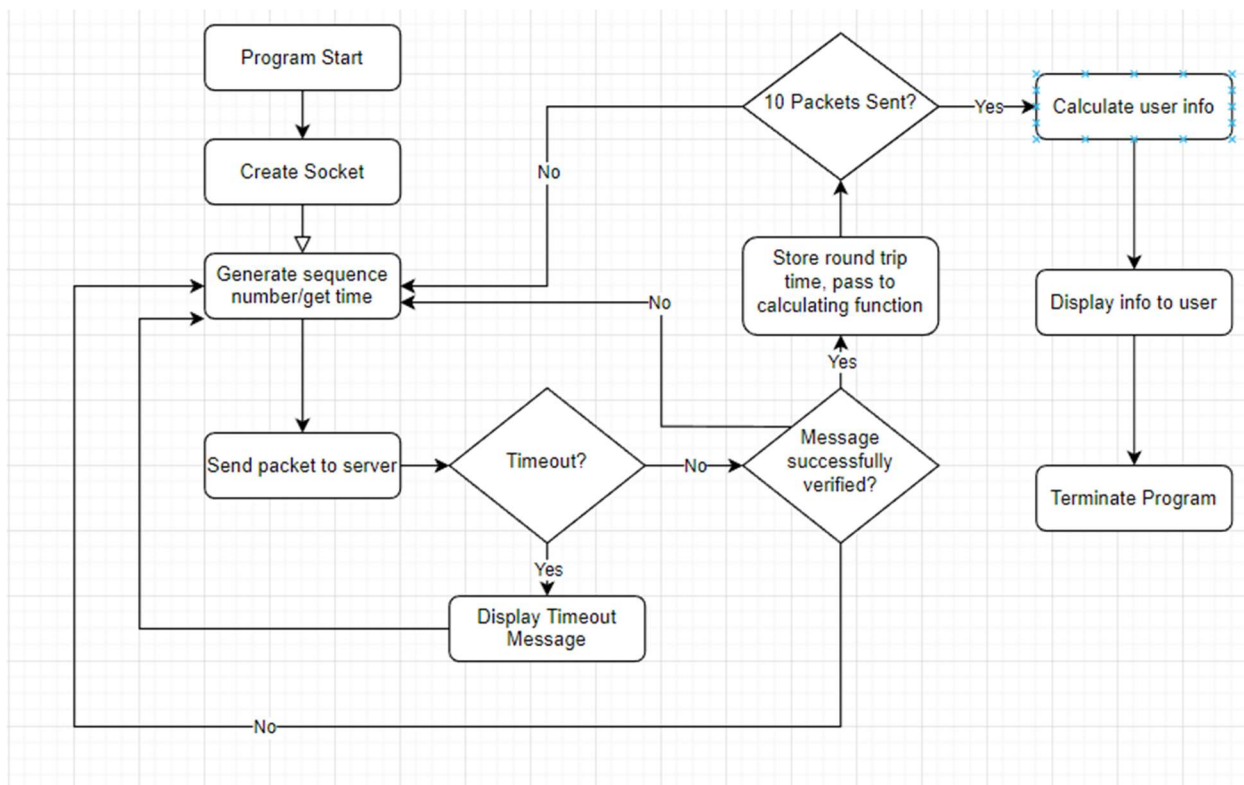 Program Start
Create Socket
Generate sequence
number/get time
Send packet to server
Timeout?
Yes
Display Timeout
Message
No
Message
successfully
verified?
No
No
Yes
Store round trip
time, pass to
calculating function
10 Packets Sent?
No
Yes
Calculate user info
Display info to user
Terminate Program